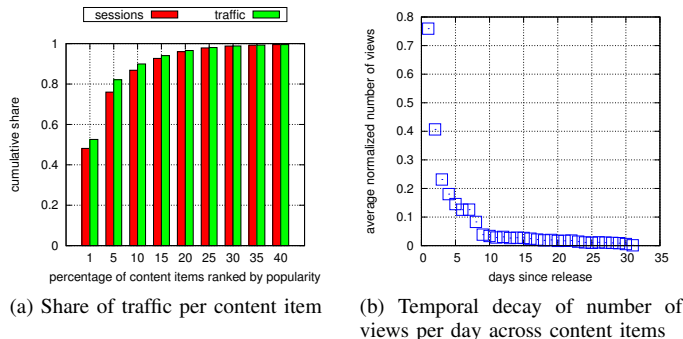 sessions traffic
1
0.8
0.6
0.4
0.2
0
cumulative share
1 5 10 15 20 25 30 35 40
percentage of content items ranked by popularity
(a) Share of traffic per content item
0.8
0.7
0.6
0.5
0.4
0.3
0.2
0.1
0
average normalized number of views
0 5 10 15 20 25 30 35
days since release
(b) Temporal decay of number of
views per day across content items